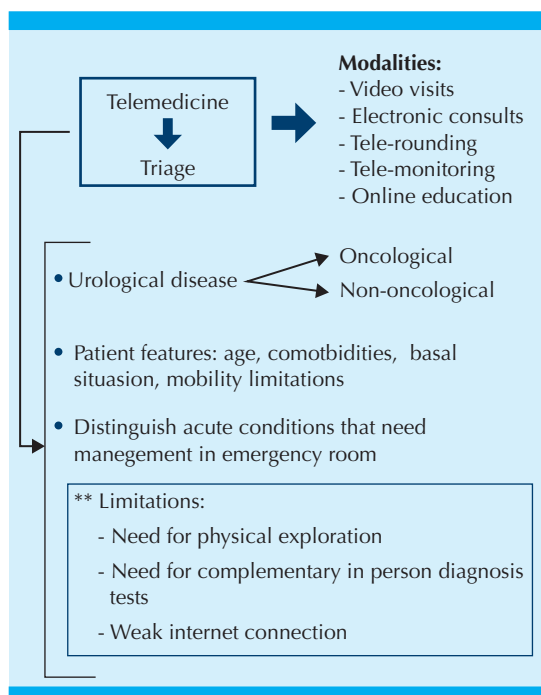 Telemedicine
Triage
Modalities:
- Video visits
- Electronic consults
- Tele-rounding
- Tele-monitoring
- Online education
• Urological disease
Oncological
Non-oncological
• Patient features: age, comotbidities, basal
situasion, mobility limitations
• Distinguish acute conditions that need
manegement in emergency room
** Limitations:
- Need for physical exploration
- Need for complementary in person diagnosis
tests
- Weak internet connection